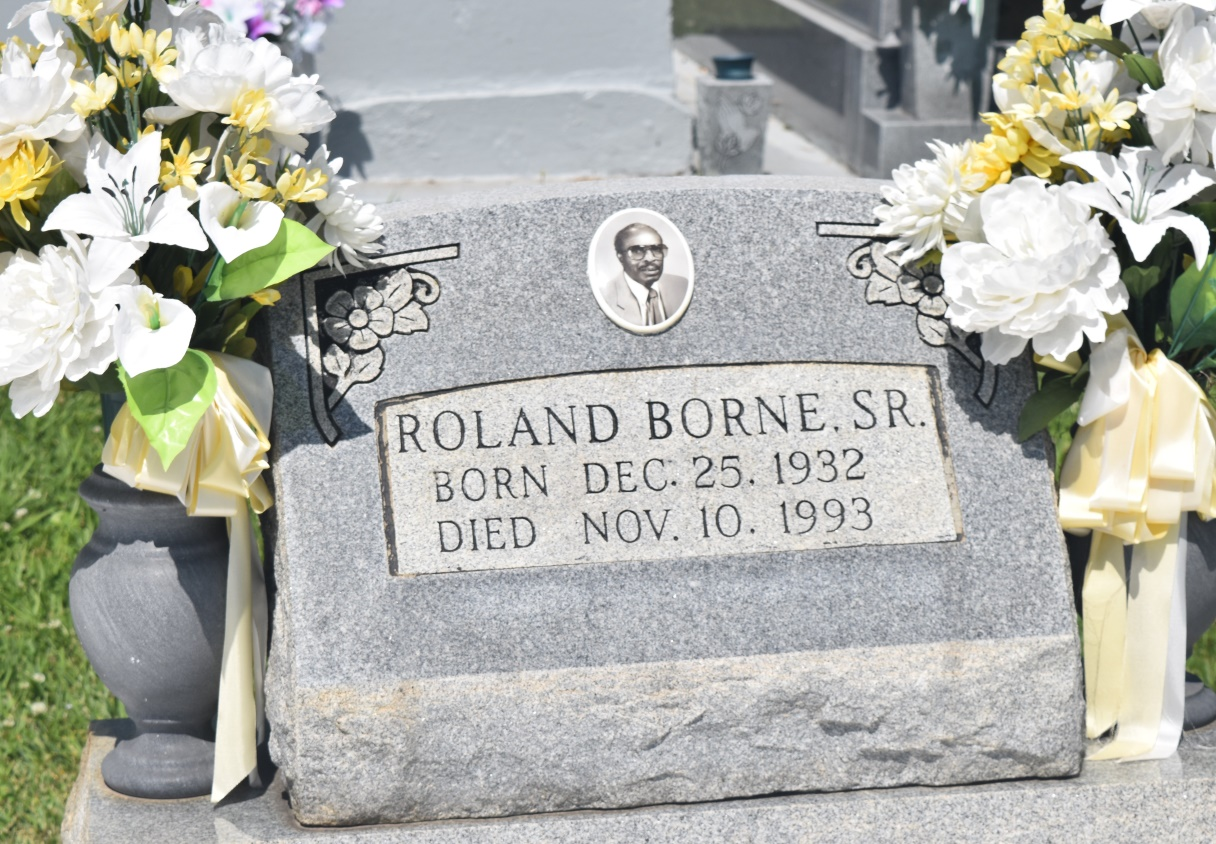 ROLAND BORNE, SR.
BORN DEC. 25. 1932
DIED NOV. 10. 1993